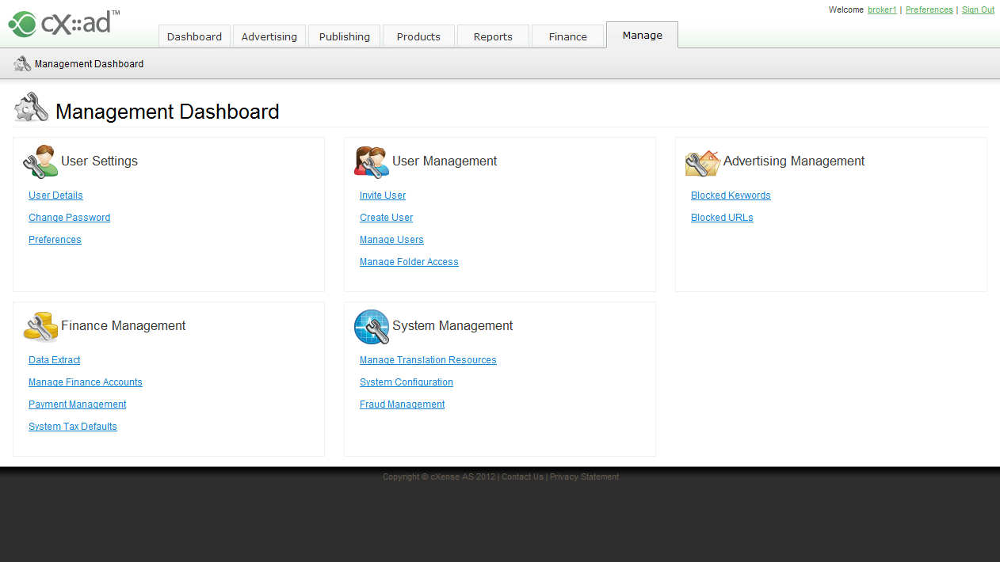 cX::ad™
Welcome broker1 | Preferences | Sign Out
Dashboard Advertising Publishing Products Reports Finance Manage
Management Dashboard
Management Dashboard
User Settings
User Details
Change Password
Preferences
User Management
Invite User
Create User
Manage Users
Manage Folder Access
Advertising Management
Blocked Keywords
Blocked URLs
Finance Management
Data Extract
Manage Finance Accounts
Payment Management
System Tax Defaults
System Management
Manage Translation Resources
System Configuration
Fraud Management
Copyright © cXense AS 2012 | Contact Us | Privacy Statement